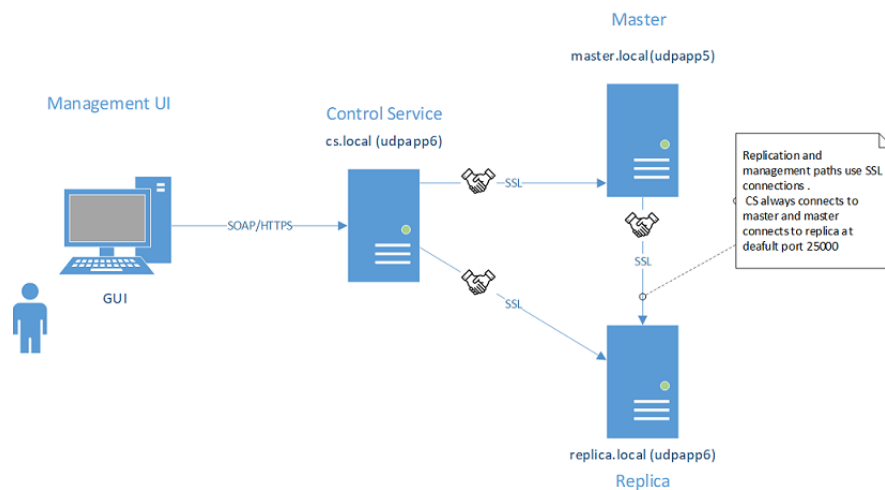 Master
master.local(udpapp5)
Management UI
Control Service
cs.local (udpapp6)
SSL
SOAP/HTTPS
SSL
SSL
Replication and
management paths use SSL
connections .
CS always connects to
master and master
connects to replica at
deafult port 25000
GUI
replica.local (udpapp6)
Replica